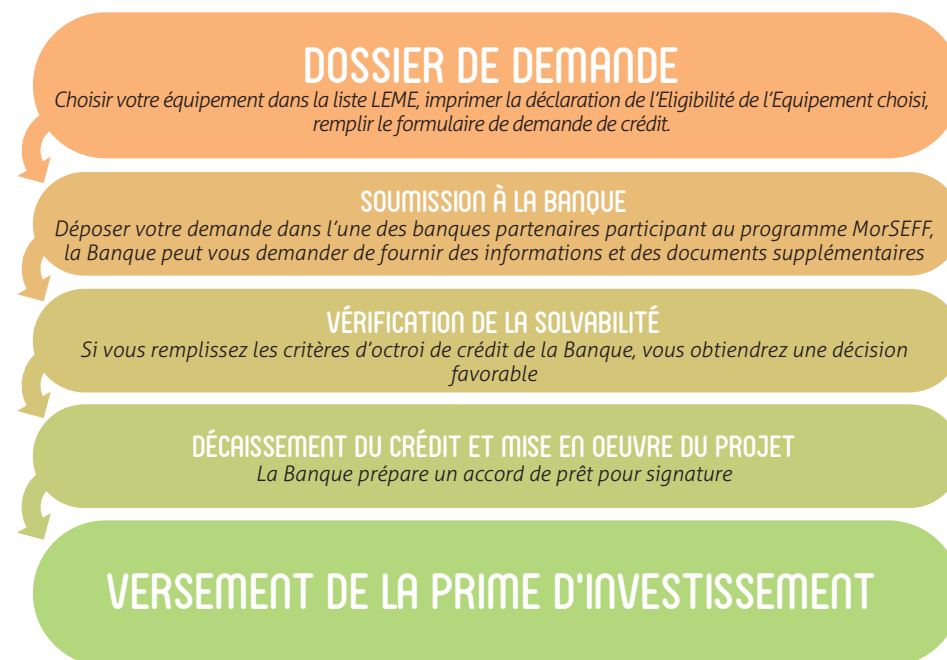 DOSSIER DE DEMANDE
Choisir votre équipement dans la liste LEME, imprimer la déclaration de l'Eligibilité de l'Equipement choisi,
remplir le formulaire de demande de crédit.
SOUMISSION À LA BANQUE
Déposer votre demande dans l'une des banques partenaires participant au programme MorSEFF,
la Banque peut vous demander de fournir des informations et des documents supplémentaires
VÉRIFICATION DE LA SOLVABILITÉ
Si vous remplissez les critères d'octroi de crédit de la Banque, vous obtiendrez une décision
favorable
DÉCAISSEMENT DU CRÉDIT ET MISE EN OEUVRE DU PROJET
La Banque prépare un accord de prêt pour signature
VERSEMENT DE LA PRIME D'INVESTISSEMENT